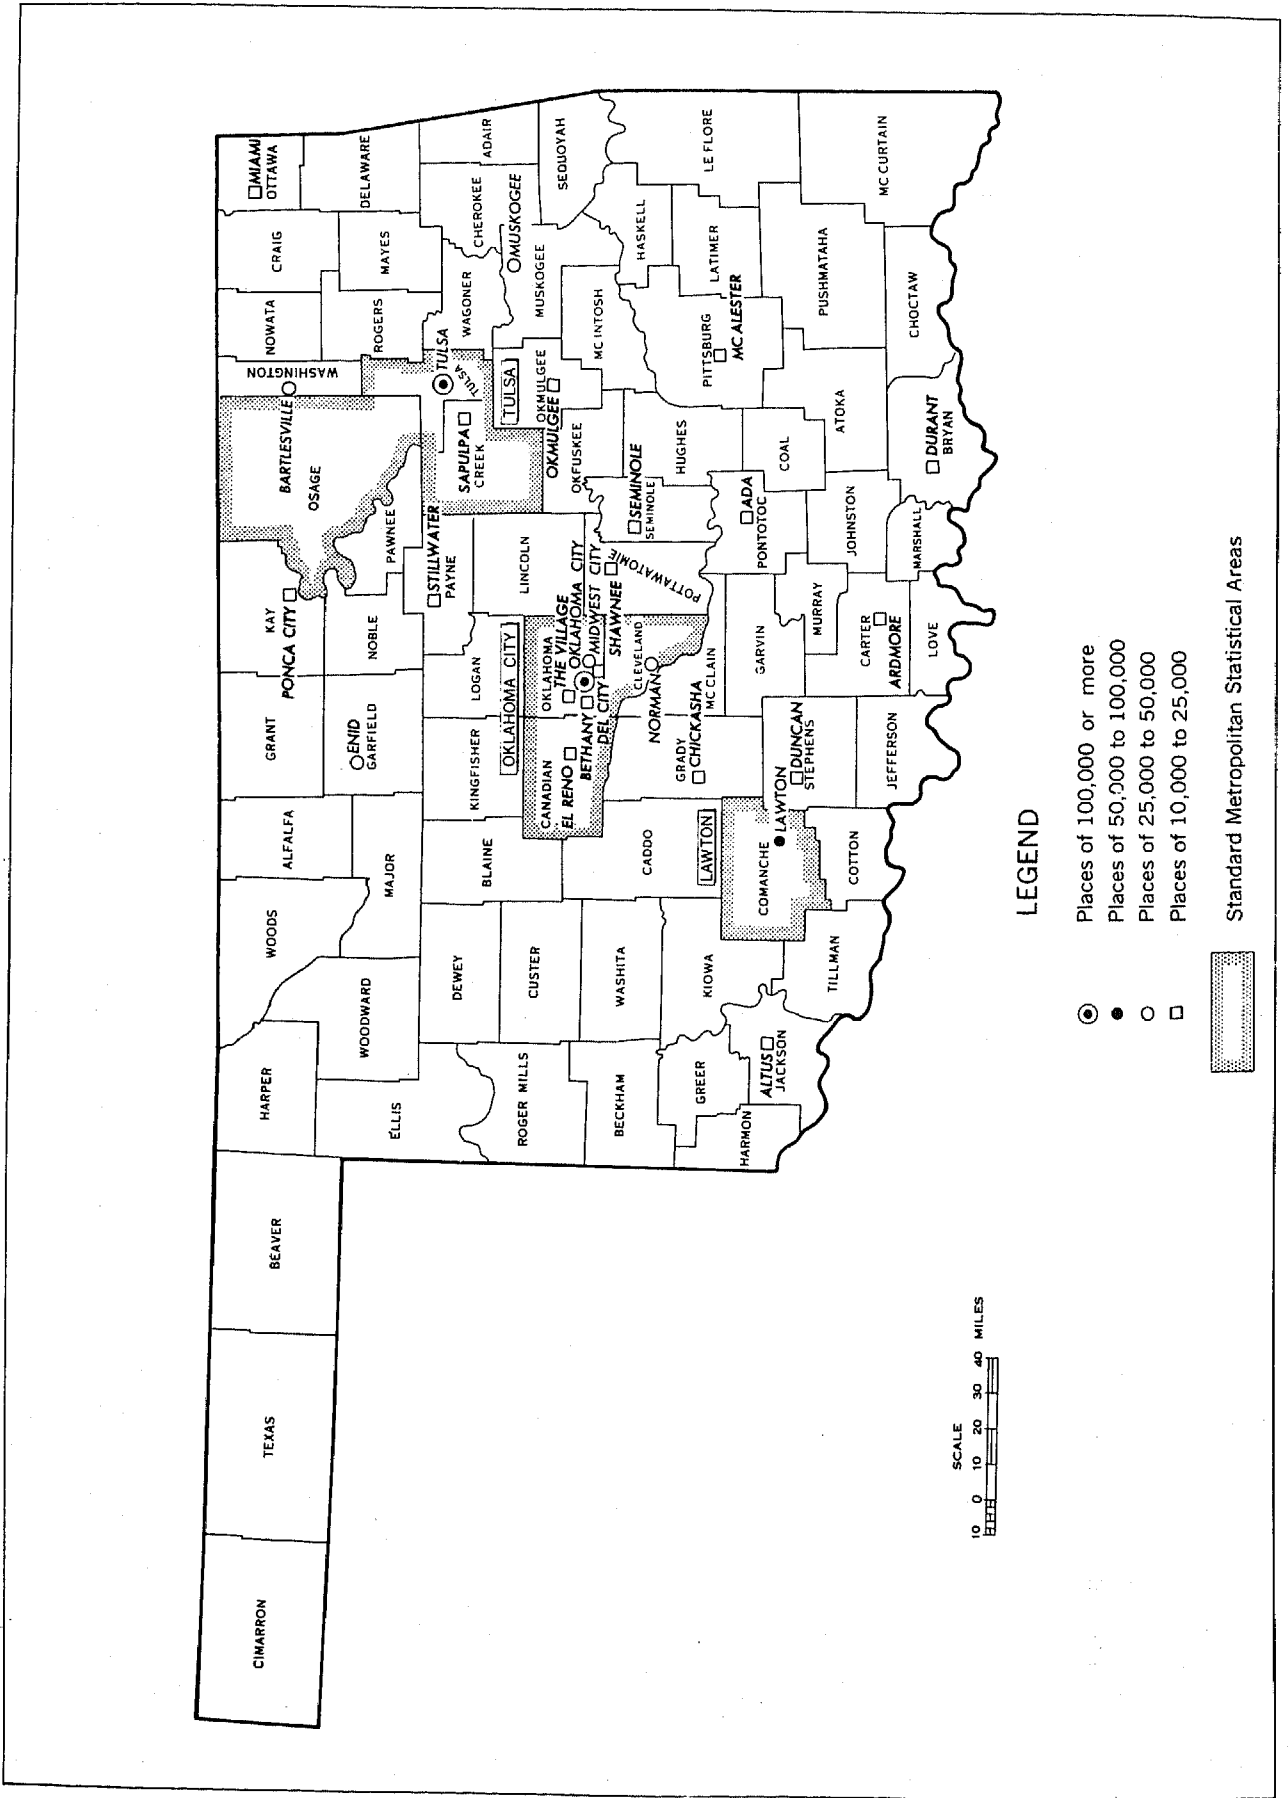 CIMARRON
TEXAS
BEAVER
HARPER
WOODS
ALFALFA
GRANT
KAY
PONCA CITY
OSAGE
BARTLESVILLE
WASHINGTON
NOWATA
CRAIG
MIAMI
OTTAWA
ELLIS
WOODWARD
MAJOR
ENID
GARFIELD
NOBLE
PAWNEE
ROGERS
MAYES
DELAWARE
ROGER MILLS
DEWEY
BLAINE
KINGFISHER
LOGAN
STILLWATER
PAYNE
SAPULPA
CREEK
TULSA
TULSA
TULSA
WAGONER
CHEROKEE
ADAIR
CUSTER
OKLAHOMA CITY
CANADIAN
EL RENO
OKLAHOMA
THE VILLAGE
OKLAHOMA CITY
BETHANY
MIDWEST CITY
DEL CITY
LINCOLN
OKMULGEE
OKMULGEE
MUSKOGEE
MUSKOGEE
SEQUOYAH
BECKHAM
WASHITA
CADDO
GRADY
CHICKASHA
CLEVELAND
NORMAN
MC CLAIN
SHAWNEE
POTTAWATOMIE
SEMINOLE
SEMINOLE
OKFUSKEE
HUGHES
MC INTOSH
HASKELL
LE FLORE
HARMON
GREER
KIOWA
ALTUS
JACKSON
LAWTON
COMANCHE
LAWTON
DUNCAN
STEPHENS
GARVIN
ADA
PONTOTOC
COAL
PITTSBURG
MC ALESTER
LATIMER
TILLMAN
COTTON
JEFFERSON
MURRAY
CARTER
ARDMORE
JOHNSTON
ATOKA
PUSHMATAHA
MC CURTAIN
LOVE
MARSHALL
DURANT
BRYAN
CHOCTAW
SCALE
10 0 10 20 30 40 MILES
LEGEND
Places of 100,000 or more
Places of 50,000 to 100,000
Places of 25,000 to 50,000
Places of 10,000 to 25,000
Standard Metropolitan Statistical Areas